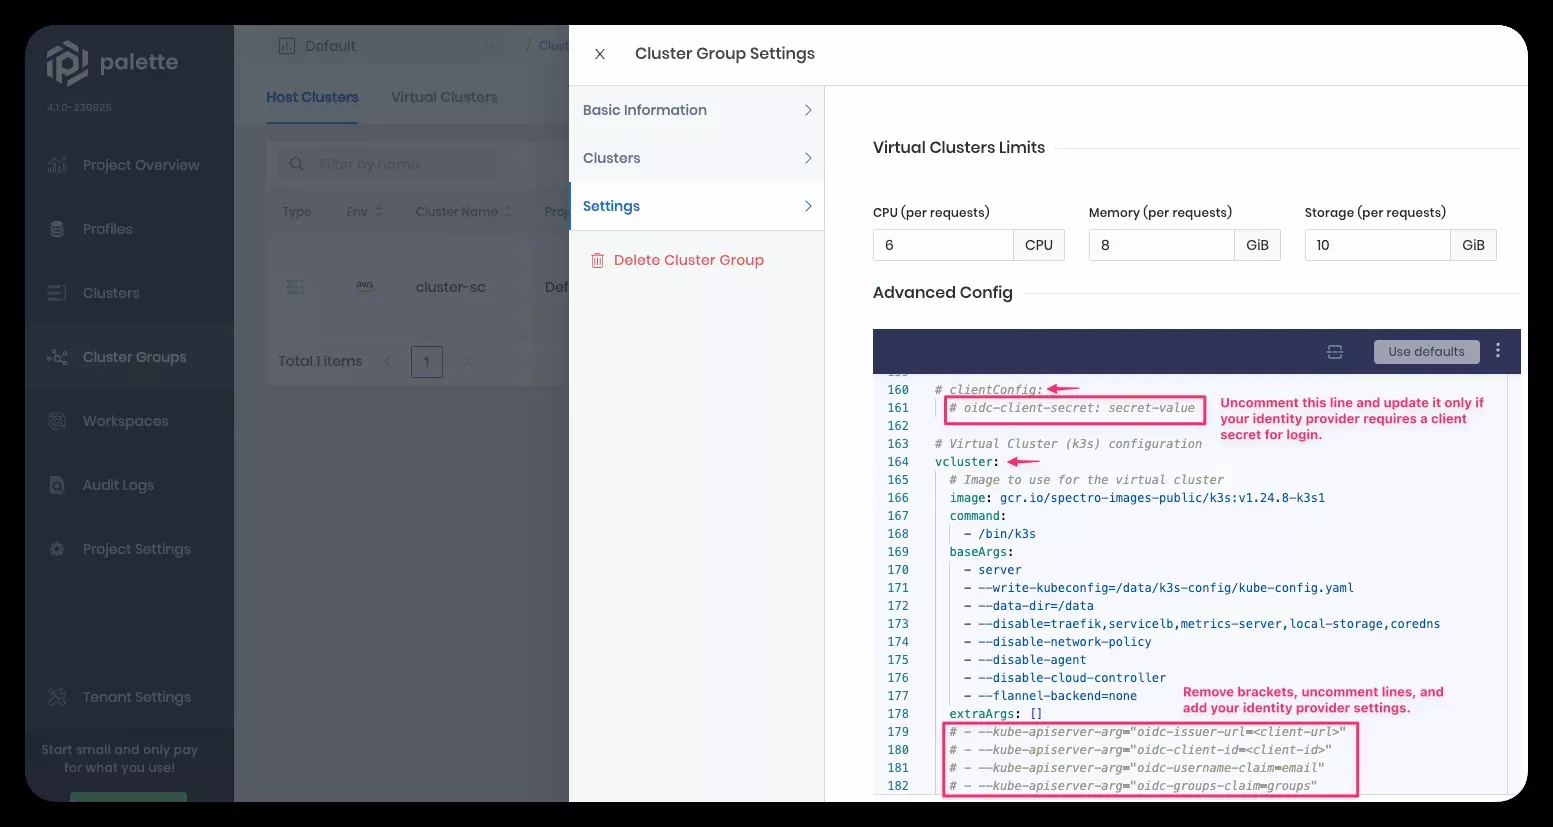 palette
4.1.0-230925
Project Overview
Profiles
Clusters
Cluster Groups
Workspaces
Audit Logs
Project Settings
Tenant Settings
Start small and only pay
for what you use!
Default
/ Clust
Host Clusters
Virtual Clusters
Filter by name
Type Env Cluster Name Proj
aws cluster-sc Def
Total 1 items
1
Cluster Group Settings
Basic Information
Clusters
Settings
Delete Cluster Group
Virtual Clusters Limits
CPU (per requests) Memory (per requests) Storage (per requests)
6 CPU 8 GiB 10 GiB
Advanced Config
Use defaults
160 # clientConfig:
161 # oidc-client-secret: secret-value
Uncomment this line and update it only if
your identity provider requires a client
secret for login.
162
163 # Virtual Cluster (k3s) configuration
164 vcluster:
165 # Image to use for the virtual cluster
166 image: gcr.io/spectro-images-public/k3s:v1.24.8-k3s1
167 command:
168 - /bin/k3s
169 baseArgs:
170 - server
171 - --write-kubeconfig=/data/k3s-config/kube-config.yaml
172 - --data-dir=/data
173 - --disable=traefik,servicelb,metrics-server,local-storage,coredns
174 - --disable-network-policy
175 - --disable-agent
176 - --disable-cloud-controller
177 - --flannel-backend=none
178 extraArgs: []
Remove brackets, uncomment lines, and
add your identity provider settings.
179 # - --kube-apiserver-arg="oidc-issuer-url=<client-url>"
180 # - --kube-apiserver-arg="oidc-client-id=<client-id>"
181 # - --kube-apiserver-arg="oidc-username-claim=email"
182 # - --kube-apiserver-arg="oidc-groups-claim=groups"